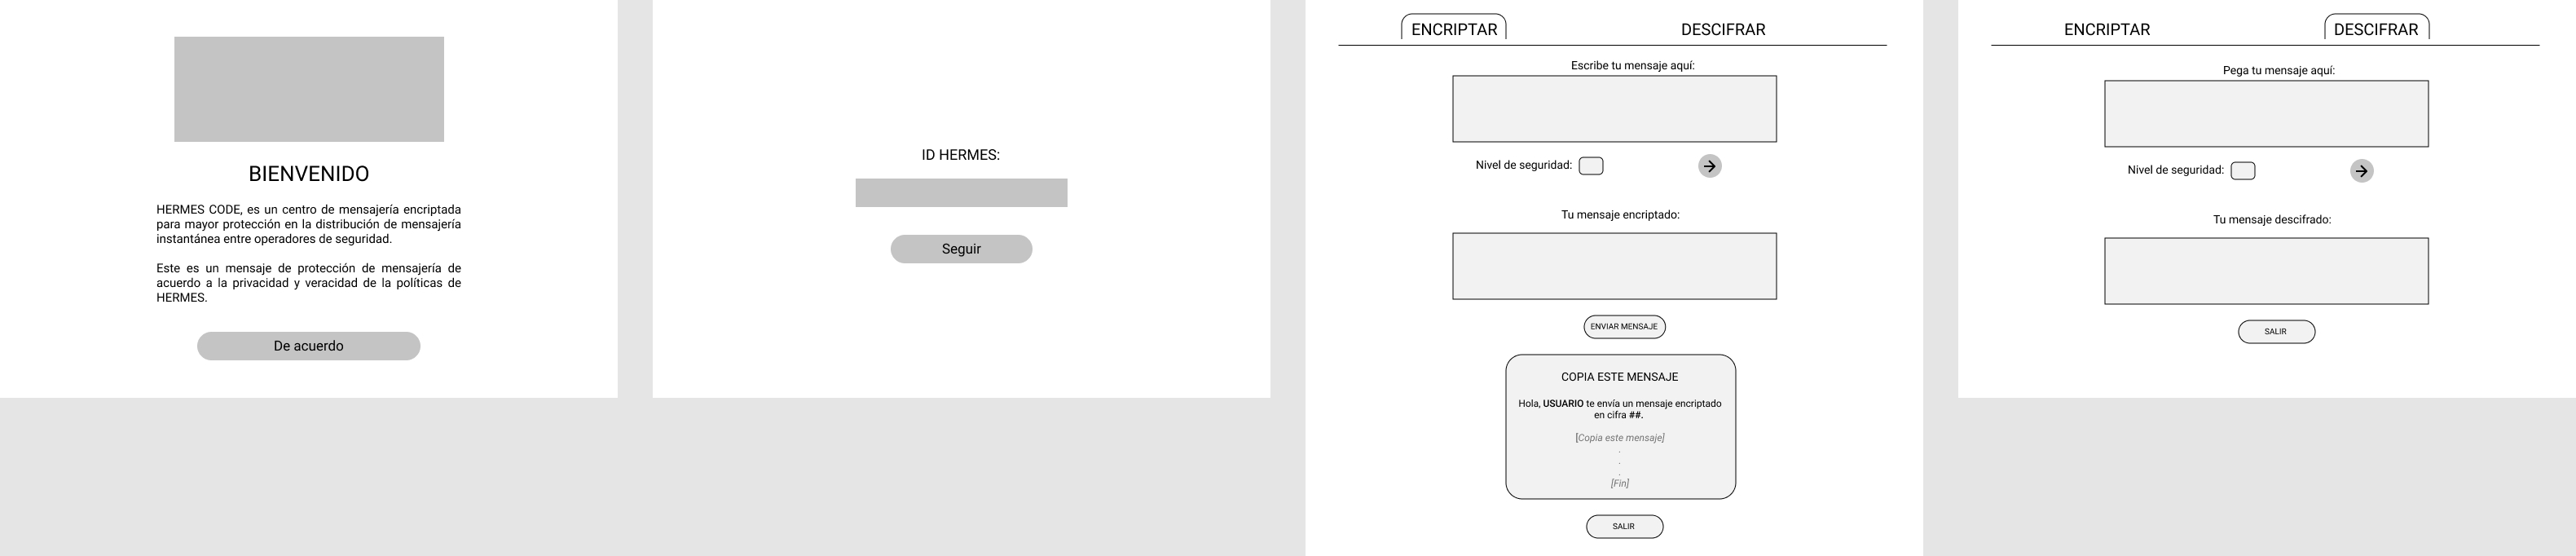 BIENVENIDO
HERMES CODE, es un centro de mensajería encriptada
para mayor protección en la distribución de mensajería
instantánea entre operadores de seguridad.
Este es un mensaje de protección de mensajería de
acuerdo a la privacidad y veracidad de la políticas de
HERMES.
De acuerdo
ID HERMES:
Seguir
ENCRIPTAR
DESCIFRAR
Escribe tu mensaje aquí:
Nivel de seguridad:
Tu mensaje encriptado:
ENVIAR MENSAJE
COPIA ESTE MENSAJE
Hola, USUARIO te envía un mensaje encriptado
en cifra ##.
[Copia este mensaje]
.
.
.
[Fin]
SALIR
ENCRIPTAR
DESCIFRAR
Pega tu mensaje aquí:
Nivel de seguridad:
Tu mensaje descifrado:
SALIR